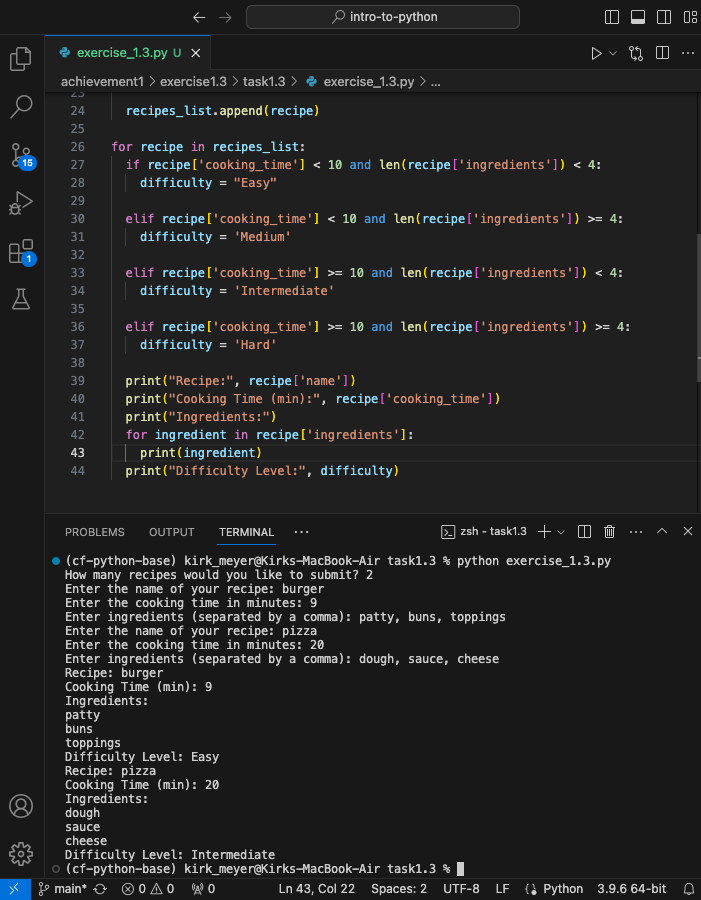 intro-to-python
exercise_1.3.py U
achievement1 > exercise1.3 > task1.3 > exercise_1.3.py > ...
23
24 recipes_list.append(recipe)
25
26 for recipe in recipes_list:
27 if recipe['cooking_time'] < 10 and len(recipe['ingredients']) < 4:
28 difficulty = "Easy"
29
30 elif recipe['cooking_time'] < 10 and len(recipe['ingredients']) >= 4:
31 difficulty = 'Medium'
32
33 elif recipe['cooking_time'] >= 10 and len(recipe['ingredients']) < 4:
34 difficulty = 'Intermediate'
35
36 elif recipe['cooking_time'] >= 10 and len(recipe['ingredients']) >= 4:
37 difficulty = 'Hard'
38
39 print("Recipe:", recipe['name'])
40 print("Cooking Time (min):", recipe['cooking_time'])
41 print("Ingredients:")
42 for ingredient in recipe['ingredients']:
43 print(ingredient)
44 print("Difficulty Level:", difficulty)
15
1
PROBLEMS OUTPUT TERMINAL ... zsh - task1.3
(cf-python-base) kirk_meyer@Kirks-MacBook-Air task1.3 % python exercise_1.3.py
How many recipes would you like to submit? 2
Enter the name of your recipe: burger
Enter the cooking time in minutes: 9
Enter ingredients (separated by a comma): patty, buns, toppings
Enter the name of your recipe: pizza
Enter the cooking time in minutes: 20
Enter ingredients (separated by a comma): dough, sauce, cheese
Recipe: burger
Cooking Time (min): 9
Ingredients:
patty
buns
toppings
Difficulty Level: Easy
Recipe: pizza
Cooking Time (min): 20
Ingredients:
dough
sauce
cheese
Difficulty Level: Intermediate
(cf-python-base) kirk_meyer@Kirks-MacBook-Air task1.3 %
main* 0 0 0 Ln 43, Col 22 Spaces: 2 UTF-8 LF Python 3.9.6 64-bit